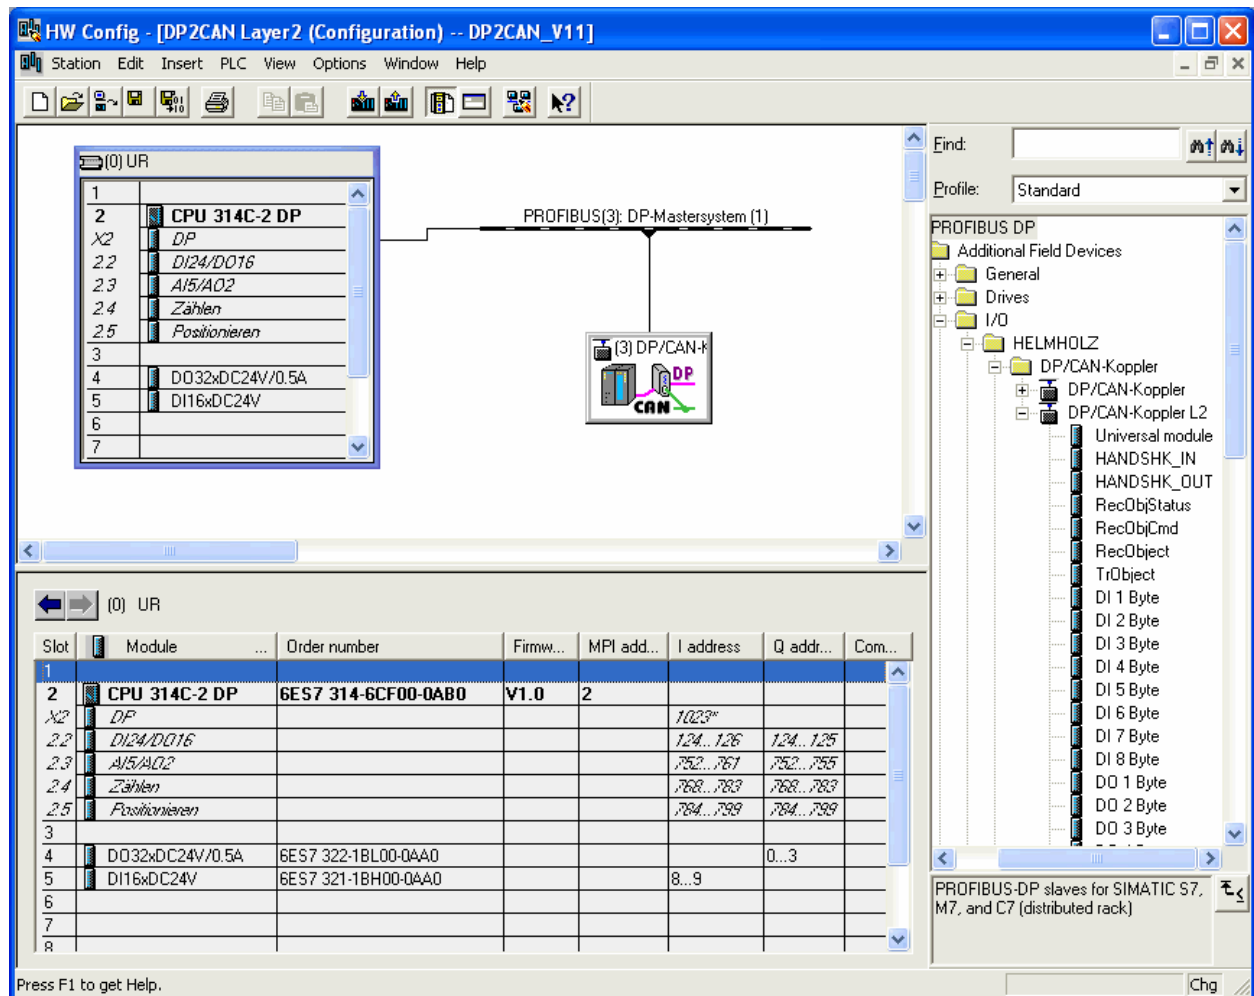 HW Config - [DP2CAN Layer2 (Configuration) -- DP2CAN_V11]
Station Edit Insert PLC View Options Window Help
(0) UR
1
2 CPU 314C-2 DP
X2 DP
2.2 DI24/DO16
2.3 AI5/AO2
2.4 Zählen
2.5 Positionieren
3
4 DO32xDC24V/0.5A
5 DI16xDC24V
6
7
PROFIBUS(3): DP-Mastersystem (1)
(3) DP/CAN-K
DP
CAN
Find:
Profile: Standard
PROFIBUS DP
Additional Field Devices
General
Drives
I/O
HELMHOLZ
DP/CAN-Koppler
DP/CAN-Koppler
DP/CAN-Koppler L2
Universal module
HANDSHK_IN
HANDSHK_OUT
RecObjStatus
RecObjCmd
RecObject
TrObject
DI 1 Byte
DI 2 Byte
DI 3 Byte
DI 4 Byte
DI 5 Byte
DI 6 Byte
DI 7 Byte
DI 8 Byte
DO 1 Byte
DO 2 Byte
DO 3 Byte
PROFIBUS-DP slaves for SIMATIC S7,
M7, and C7 (distributed rack)
(0) UR
Slot Module ... Order number Firmw... MPI add... I address Q addr... Com...
1
2 CPU 314C-2 DP 6ES7 314-6CF00-0AB0 V1.0 2
X2 DP 1023*
2.2 DI24/DO16 124...126 124...125
2.3 AI5/AO2 752...761 752...755
2.4 Zählen 768...783 768...783
2.5 Positionieren 784...799 784...799
3
4 DO32xDC24V/0.5A 6ES7 322-1BL00-0AA0 0...3
5 DI16xDC24V 6ES7 321-1BH00-0AA0 8...9
6
7
8
Press F1 to get Help.
Chg